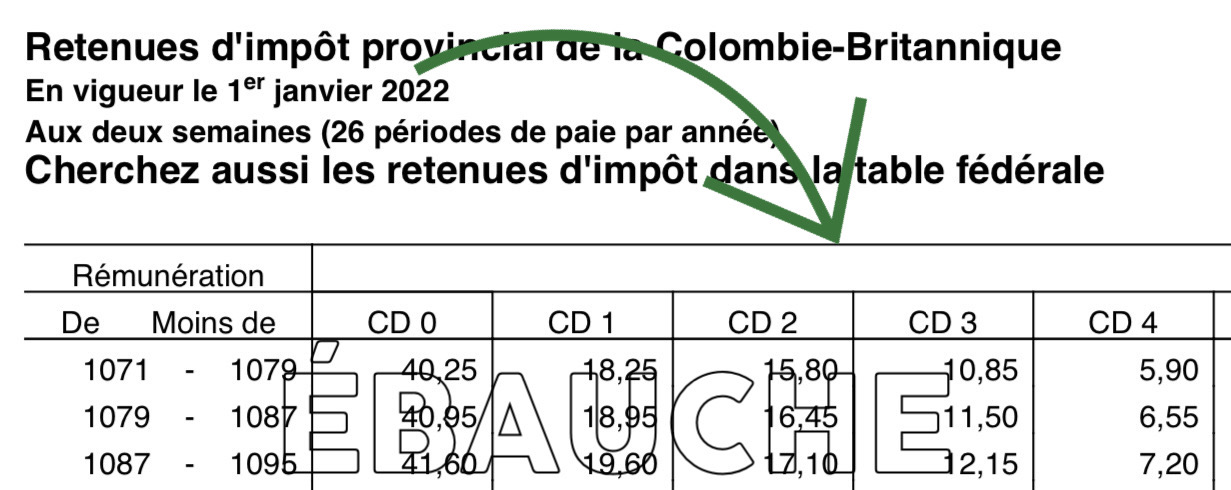 Retenues d'impôt provincial de la Colombie-Britannique
En vigueur le 1er janvier 2022
Aux deux semaines (26 périodes de paie par année)
Cherchez aussi les retenues d'impôt dans la table fédérale
Rémunération
De Moins de CD 0 CD 1 CD 2 CD 3 CD 4
1071 - 1079 40,25 18,25 15,80 10,85 5,90
1079 - 1087 40,95 18,95 16,45 11,50 6,55
1087 - 1095 41,60 19,60 17,10 12,15 7,20
ÉBAUCHE